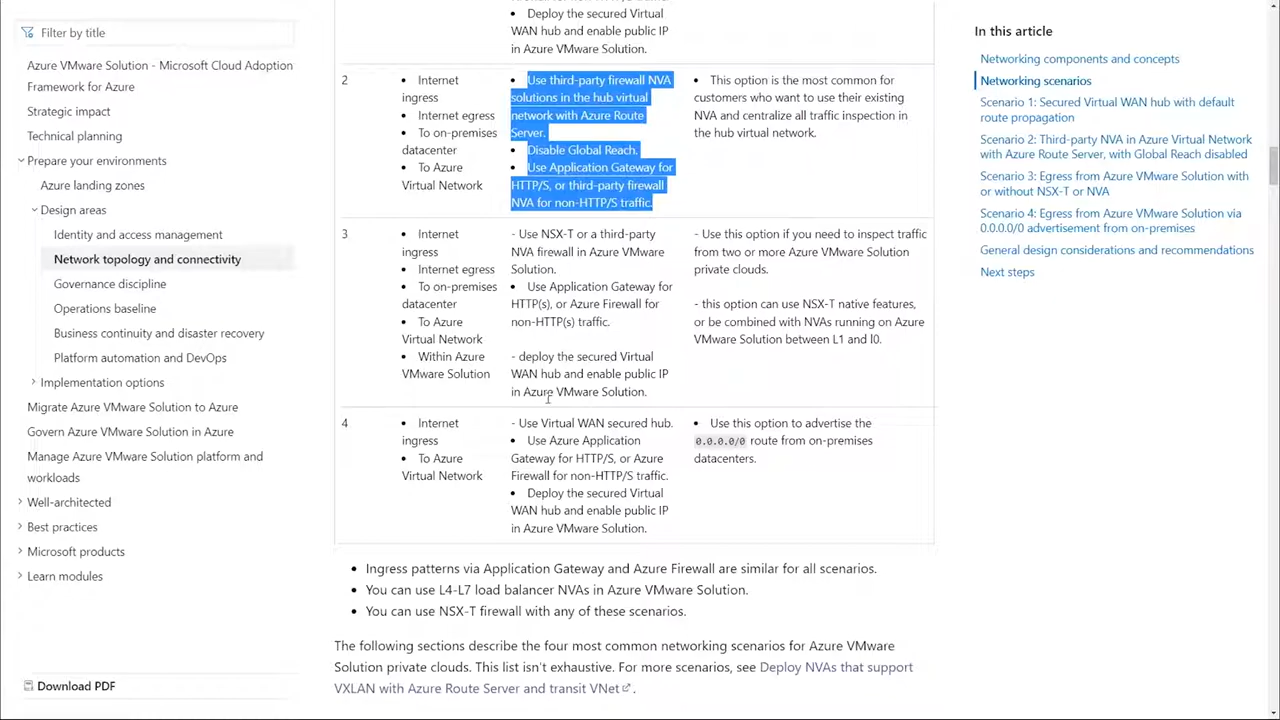 Filter by title
Azure VMware Solution - Microsoft Cloud Adoption
Framework for Azure
Strategic impact
Technical planning
Prepare your environments
Azure landing zones
Design areas
Identity and access management
Network topology and connectivity
Governance discipline
Operations baseline
Business continuity and disaster recovery
Platform automation and DevOps
Implementation options
Migrate Azure VMware Solution to Azure
Govern Azure VMware Solution in Azure
Manage Azure VMware Solution platform and
workloads
Well-architected
Best practices
Microsoft products
Learn modules
Download PDF
• Deploy the secured Virtual
WAN hub and enable public IP
in Azure VMware Solution.
2
• Internet
ingress
• Internet egress
• To on-premises
datacenter
• To Azure
Virtual Network
• Use third-party firewall NVA
solutions in the hub virtual
network with Azure Route
Server.
• Disable Global Reach.
• Use Application Gateway for
HTTP/S, or third-party firewall
NVA for non-HTTP/S traffic.
• This option is the most common for
customers who want to use their existing
NVA and centralize all traffic inspection in
the hub virtual network.
3
• Internet
ingress
• Internet egress
• To on-premises
datacenter
• To Azure
Virtual Network
• Within Azure
VMware Solution
- Use NSX-T or a third-party
NVA firewall in Azure VMware
Solution.
• Use Application Gateway for
HTTP(s), or Azure Firewall for
non-HTTP(s) traffic.
- deploy the secured Virtual
WAN hub and enable public IP
in Azure VMware Solution.
- Use this option if you need to inspect traffic
from two or more Azure VMware Solution
private clouds.
- this option can use NSX-T native features,
or be combined with NVAs running on Azure
VMware Solution between L1 and l0.
4
• Internet
ingress
• To Azure
Virtual Network
- Use Virtual WAN secured hub.
• Use Azure Application
Gateway for HTTP/S, or Azure
Firewall for non-HTTP/S traffic.
• Deploy the secured Virtual
WAN hub and enable public IP
in Azure VMware Solution.
• Use this option to advertise the
0.0.0.0/0 route from on-premises
datacenters.
• Ingress patterns via Application Gateway and Azure Firewall are similar for all scenarios.
• You can use L4-L7 load balancer NVAs in Azure VMware Solution.
• You can use NSX-T firewall with any of these scenarios.
The following sections describe the four most common networking scenarios for Azure VMware
Solution private clouds. This list isn't exhaustive. For more scenarios, see Deploy NVAs that support
VXLAN with Azure Route Server and transit VNet.
In this article
Networking components and concepts
Networking scenarios
Scenario 1: Secured Virtual WAN hub with default
route propagation
Scenario 2: Third-party NVA in Azure Virtual Network
with Azure Route Server, with Global Reach disabled
Scenario 3: Egress from Azure VMware Solution with
or without NSX-T or NVA
Scenario 4: Egress from Azure VMware Solution via
0.0.0.0/0 advertisement from on-premises
General design considerations and recommendations
Next steps